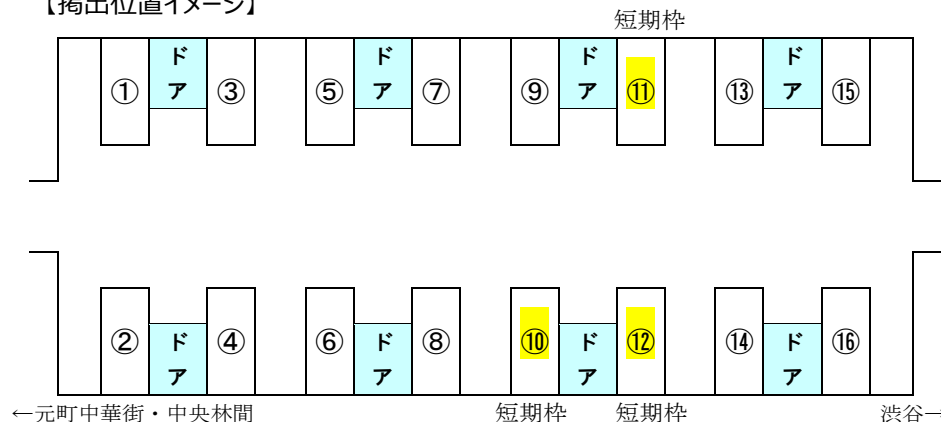 【掲出位置イメージ】
短期枠
① ドア ③ ⑤ ドア ⑦ ⑨ ドア ⑪ ⑬ ドア ⑮
② ドア ④ ⑥ ドア ⑧ ⑩ ドア ⑫ ⑭ ドア ⑯
←元町中華街・中央林間 短期枠 短期枠 渋谷→